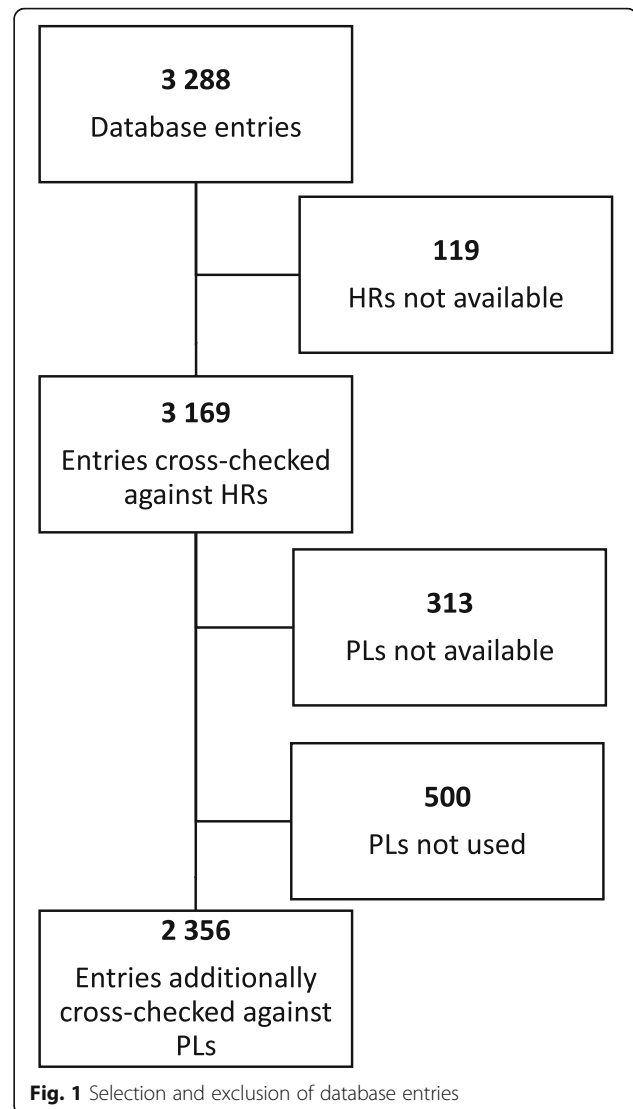 3 288
Database entries
119
HRs not available
3 169
Entries cross-checked
against HRs
313
PLs not available
500
PLs not used
2 356
Entries additionally
cross-checked against
PLs
Fig. 1 Selection and exclusion of database entries